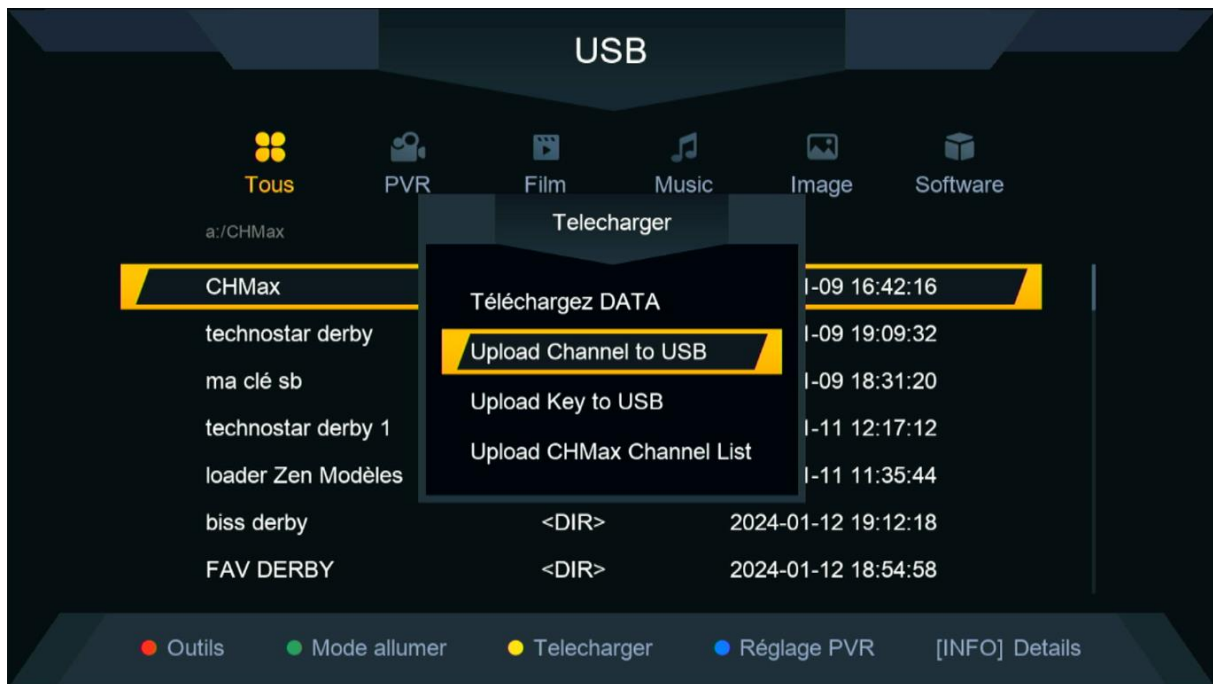 USB
Tous PVR Film Music Image Software
a:/CHMax
Telecharger
Téléchargez DATA
Upload Channel to USB
Upload Key to USB
Upload CHMax Channel List
CHMax -09 16:42:16
technostar derby -09 19:09:32
ma clé sb -09 18:31:20
technostar derby 1 -11 12:17:12
loader Zen Modèles -11 11:35:44
biss derby <DIR> 2024-01-12 19:12:18
FAV DERBY <DIR> 2024-01-12 18:54:58
Outils Mode allumer Telecharger Réglage PVR [INFO] Details